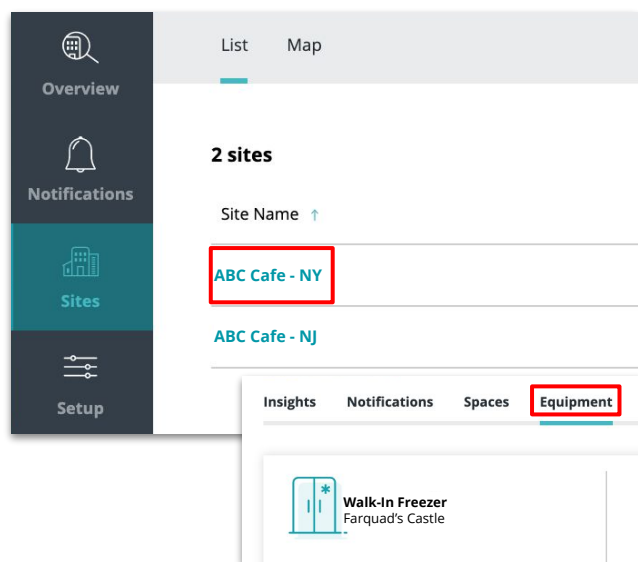 List Map
Overview
2 sites
Notifications
Site Name ↑
ABC Cafe - NY
Sites
ABC Cafe - NJ
Setup
Insights Notifications Spaces Equipment
Walk-In Freezer
Farquad's Castle